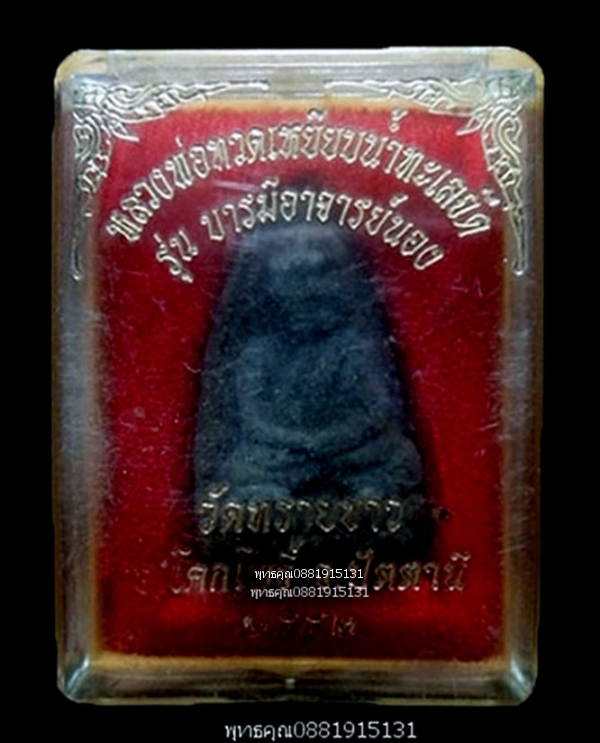 หลวงพ่อทวดเหยียบน้ำทะเลจืด
รุ่น บารมีอาจารย์นอง
วัดทรายขาว
จ.ปัตตานี
พุทธคุณ0881915131
พุทธคุณ0881915131
พุทธคุณ0881915131